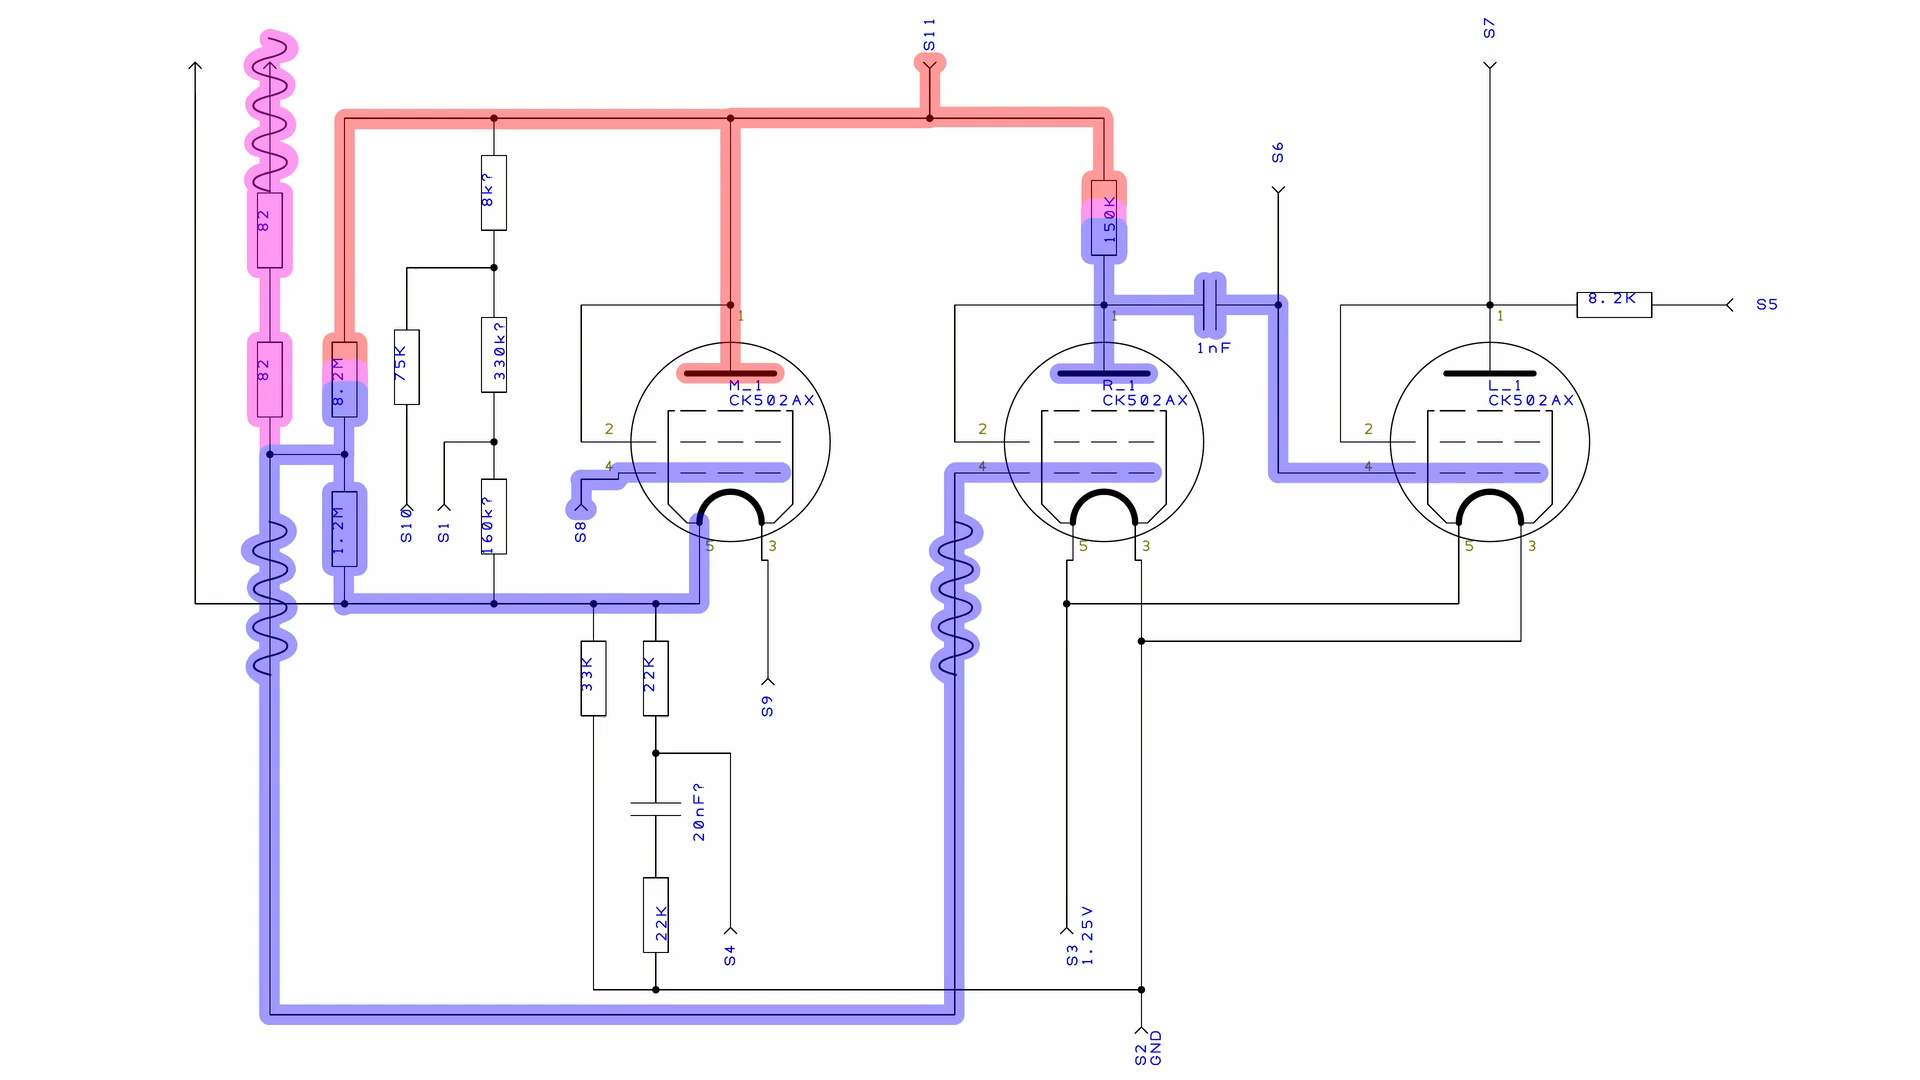 S11
S7
S6
82
8k?
150K
82
8.2M
75K
330k?
1
1
1nF
1
8.2K
S5
M_1
CK502AX
R_1
CK502AX
L_1
CK502AX
2
4
2
4
2
4
1.2M
S10
S1
160k?
S8
5
3
5
3
5
3
33K
22K
S9
20nF?
22K
S4
S3
1.25V
S2
GND